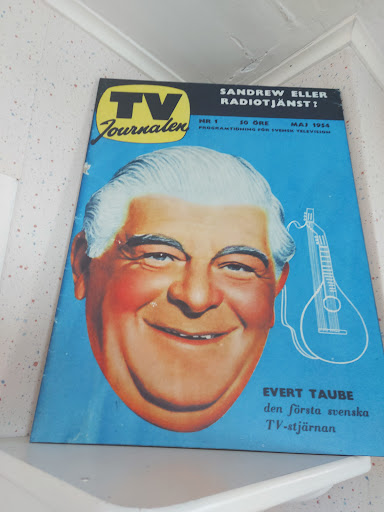 TV
Journalen
SANDREW ELLER
RADIOTJÄNST?
NR 1 50 ÖRE MAJ 1954
PROGRAMTIDNING FÖR SVENSK TELEVISION
EVERT TAUBE
den första svenska
TV-stjärnan